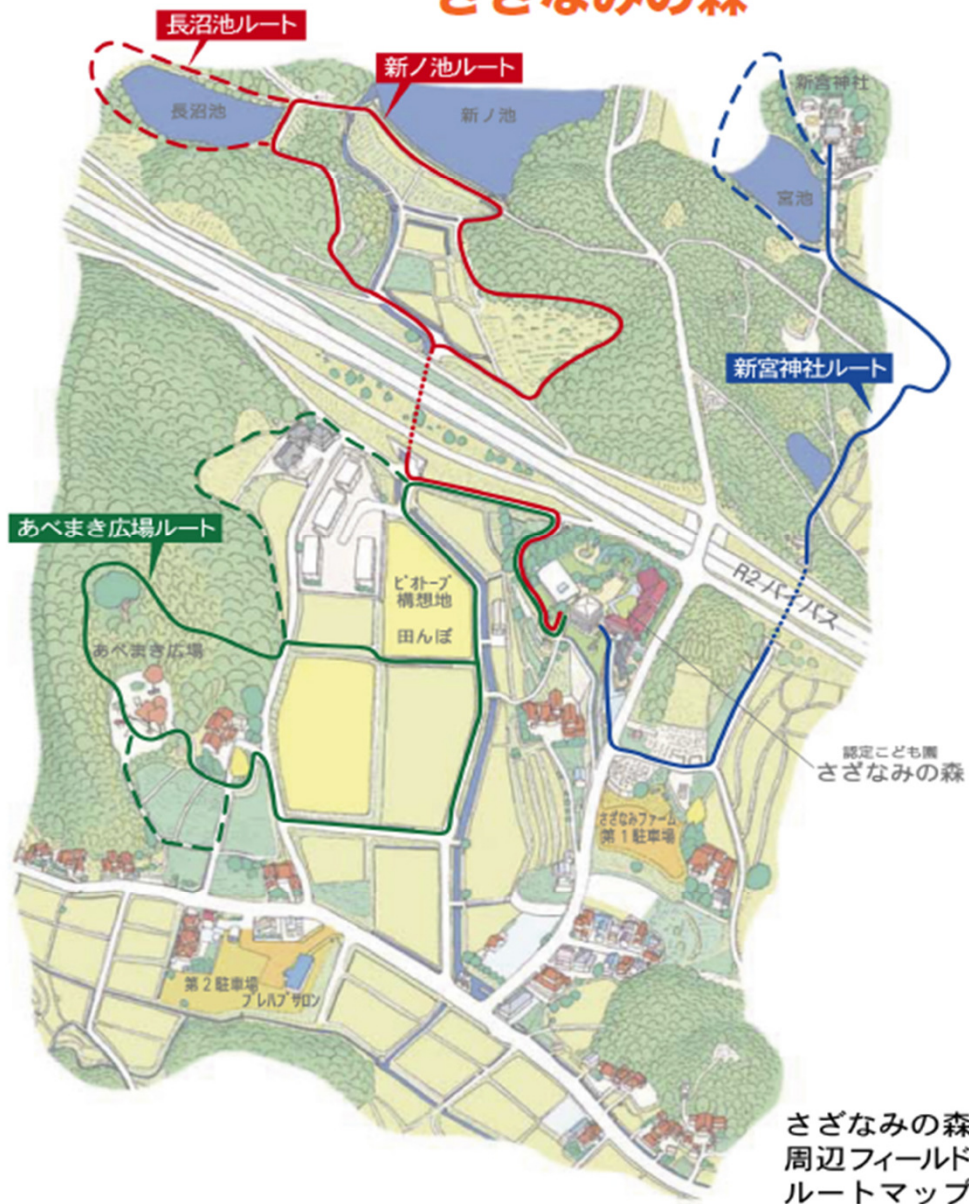 さざなみの森
長沼池ルート
新ノ池ルート
長沼池
新ノ池
新宮神社
宮池
新宮神社ルート
あべまき広場ルート
ビオトープ
構想地
田んぼ
R2バイパス
あべまき広場
認定こども園
さざなみの森
さざなみファーム
第1駐車場
第2駐車場
プレハブサロン
さざなみの森
周辺フィールド
ルートマップ